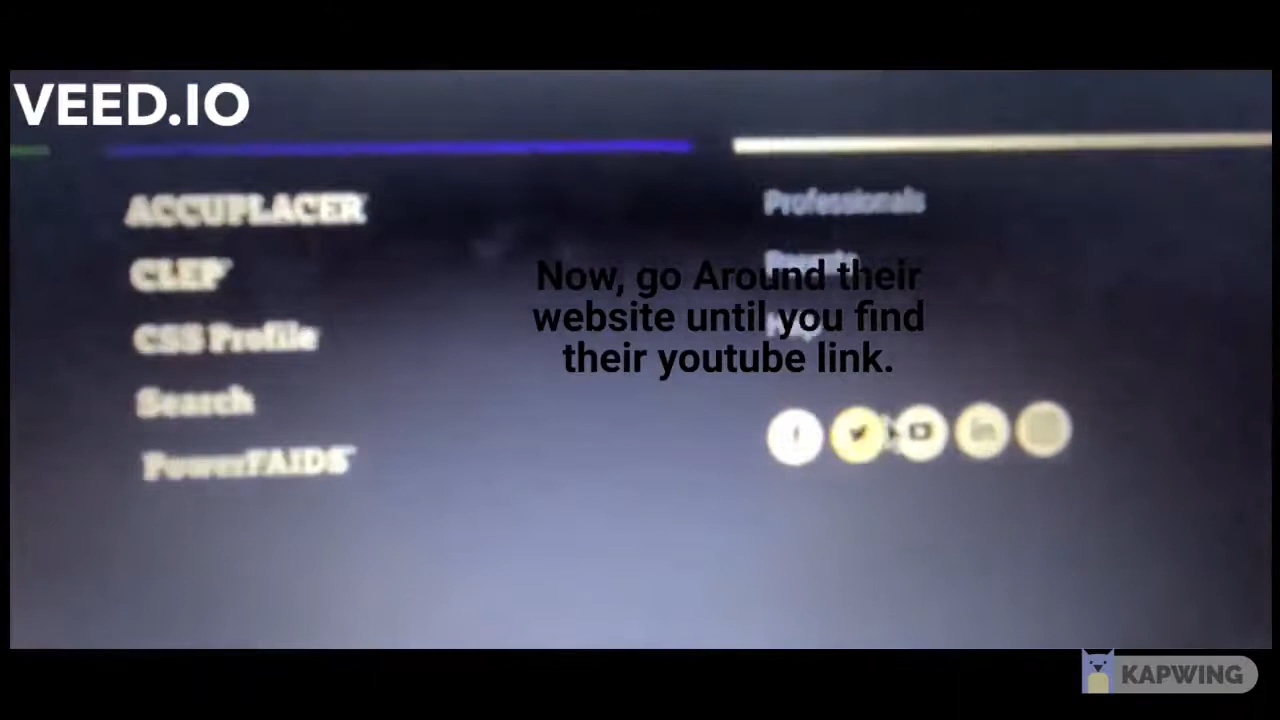 VEED.IO
ACCUPLACER
CLEP
CSS Profile
Search
PowerFAIDS
Professionals
Now, go Around their
website until you find
their youtube link.
f
in
KAPWING